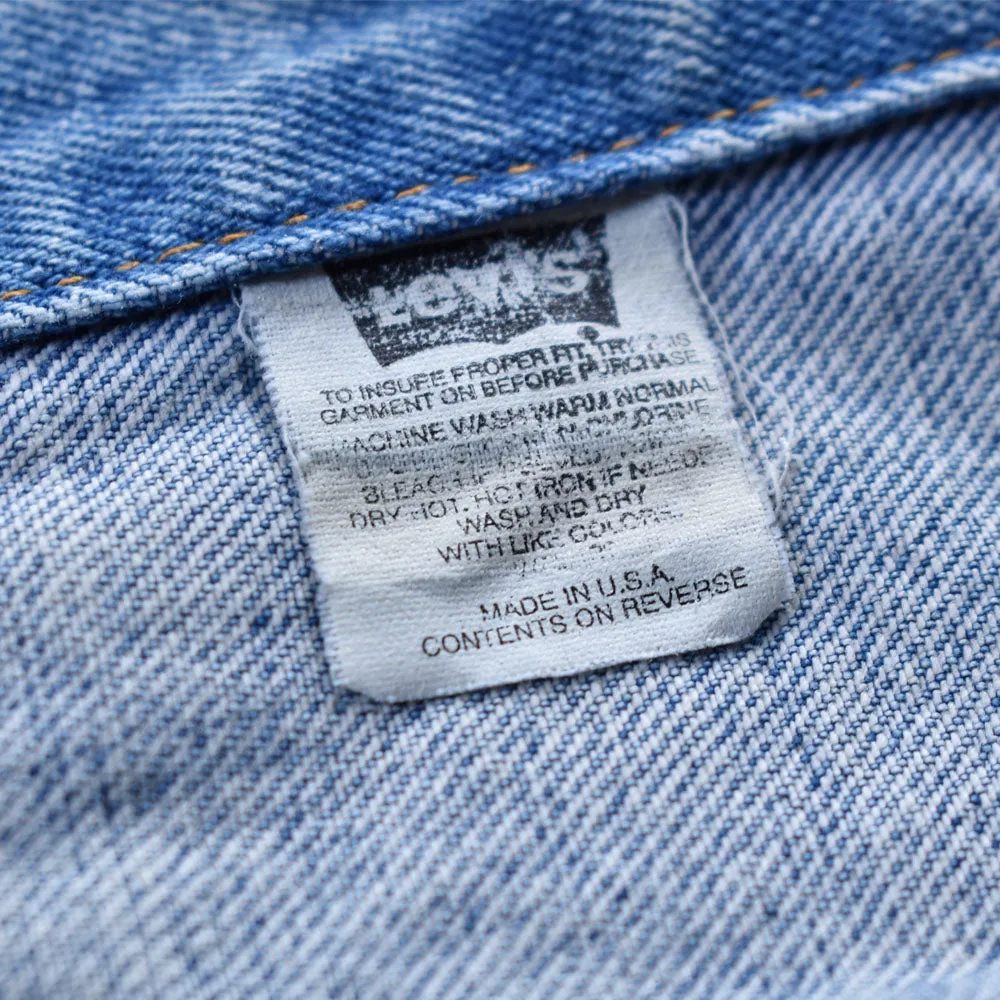 Levi's
TO INSURE PROPER FIT, TRY THIS
GARMENT ON BEFORE PURCHASE
MACHINE WASH WARM NORMAL
CHLORINE
BLEACH IF NEEDED
DRY HOT. HOT IRON IF NEEDED
WASH AND DRY
WITH LIKE COLORS
MADE IN U.S.A.
CONTENTS ON REVERSE